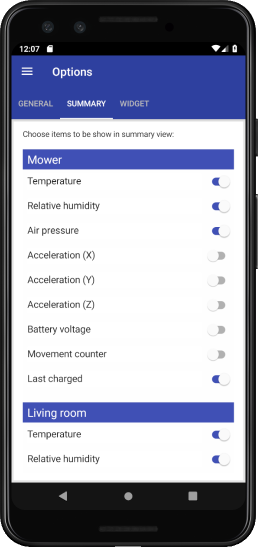 12:07
Options
GENERAL SUMMARY WIDGET
Choose items to be show in summary view:
Mower
Temperature
Relative humidity
Air pressure
Acceleration (X)
Acceleration (Y)
Acceleration (Z)
Battery voltage
Movement counter
Last charged
Living room
Temperature
Relative humidity